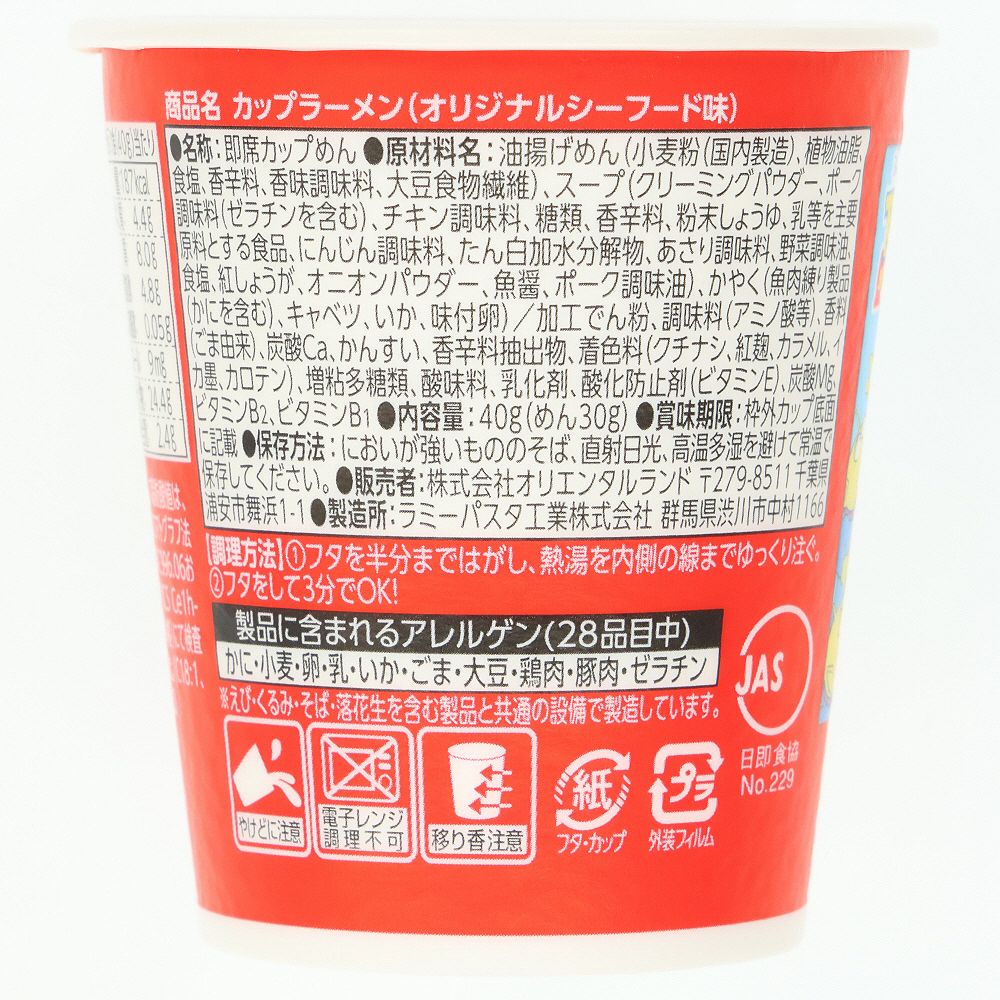 商品名 カップラーメン(オリジナルシーフード味)
●名称:即席カップめん ●原材料名:油揚げめん(小麦粉(国内製造)、植物油脂、
食塩、香辛料、香味調味料、大豆食物繊維)、スープ(クリーミングパウダー、ポーク
調味料(ゼラチンを含む)、チキン調味料、糖類、香辛料、粉末しょうゆ、乳等を主要
原料とする食品、にんじん調味料、たん白加水分解物、あさり調味料、野菜調味油、
食塩、紅しょうが、オニオンパウダー、魚醤、ポーク調味油)、かやく(魚肉練り製品
(かにを含む)、キャベツ、いか、味付卵)/加工でん粉、調味料(アミノ酸等)、香料
(ごま由来)、炭酸Ca、かんすい、香辛料抽出物、着色料(クチナシ、紅麹、カラメル、イ
カ墨、カロテン)、増粘多糖類、酸味料、乳化剤、酸化防止剤(ビタミンE)、炭酸Mg、
ビタミンB2、ビタミンB1 ●内容量:40g(めん30g) ●賞味期限:枠外カップ底面
に記載 ●保存方法:においが強いもののそば、直射日光、高温多湿を避けて常温で
保存してください。 ●販売者:株式会社オリエンタルランド 〒279-8511 千葉県
浦安市舞浜1-1 ●製造所:ラミーパスタ工業株式会社 群馬県渋川市中村1166
【調理方法】①フタを半分まではがし、熱湯を内側の線までゆっくり注ぐ。
②フタをして3分でOK!
製品に含まれるアレルゲン(28品目中)
かに・小麦・卵・乳・いか・ごま・大豆・鶏肉・豚肉・ゼラチン
※えび・くるみ・そば・落花生を含む製品と共通の設備で製造しています。
JAS
日即食協
No.229
やけどに注意
電子レンジ
調理不可
移り香注意
紙
フタ・カップ
プラ
外装フィルム
(40g)当たり
87kcal
4.4g
8.0g
4.8g
0.05g
9mg
24.4g
2.4g